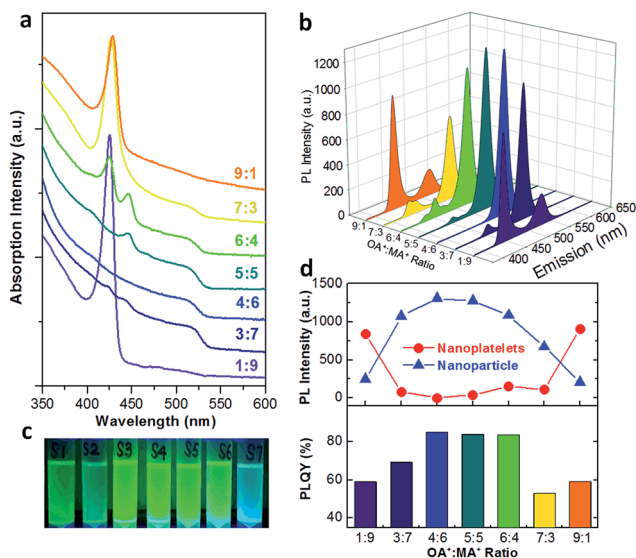 a
Absorption Intensity (a.u.)
9:1
7:3
6:4
5:5
4:6
3:7
1:9
350 400 450 500 550 600
Wavelength (nm)
b
PL Intensity (a.u.)
1200
1000
800
600
400
200
0
9:1 7:3 6:4 5:5 4:6 3:7 1:9
OA⁺:MA⁺ Ratio
400 450 500 550 600 650
Emission (nm)
c
S1 S2 S3 S4 S5 S6 S7
d
PL Intensity (a.u.)
1500
1000
500
0
Nanoplatelets
Nanoparticle
PLQY (%)
80
60
40
1:9 3:7 4:6 5:5 6:4 7:3 9:1
OA⁺:MA⁺ Ratio